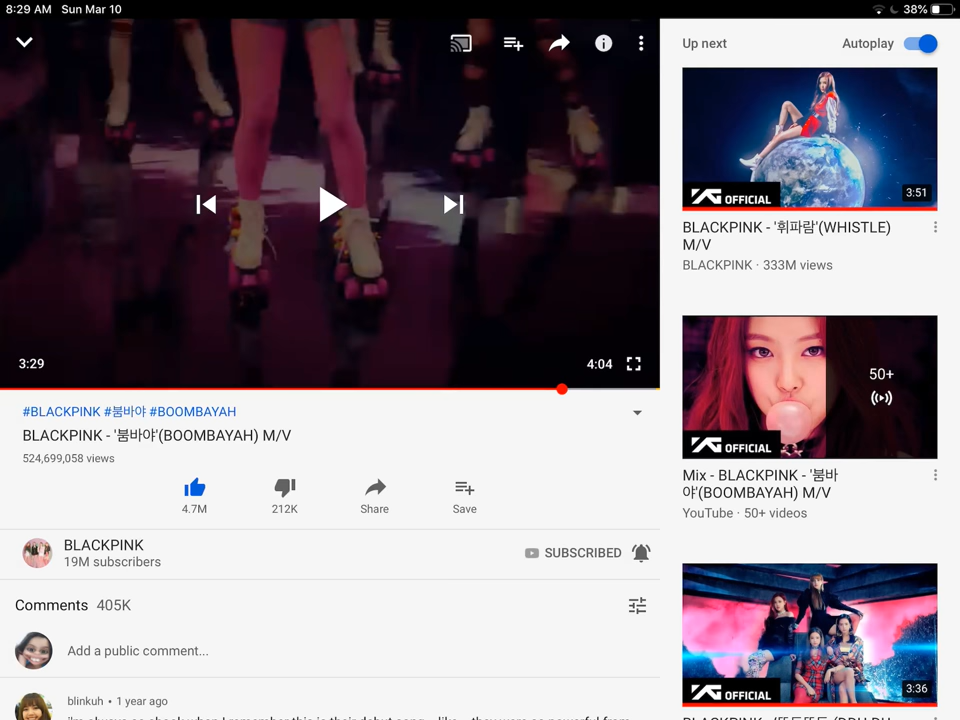 8:29 AM Sun Mar 10
38%
3:29
4:04
#BLACKPINK #붐바야 #BOOMBAYAH
BLACKPINK - '붐바야'(BOOMBAYAH) M/V
524,699,058 views
4.7M
212K
Share
Save
BLACKPINK
19M subscribers
SUBSCRIBED
Comments 405K
Add a public comment...
blinkuh • 1 year ago
Up next
Autoplay
YG OFFICIAL
3:51
BLACKPINK - '휘파람'(WHISTLE)
M/V
BLACKPINK · 333M views
50+
YG OFFICIAL
Mix - BLACKPINK - '붐바
야'(BOOMBAYAH) M/V
YouTube · 50+ videos
YG OFFICIAL
3:36